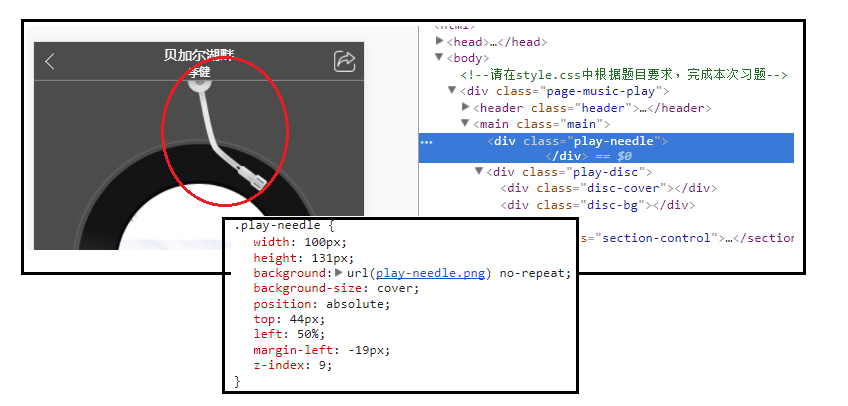 贝加尔湖畔
李健
<head>…</head>
<body>
<!--请在style.css中根据题目要求，完成本次习题-->
<div class="page-music-play">
<header class="header">…</header>
<main class="main">
<div class="play-needle">
</div> == $0
<div class="play-disc">
<div class="disc-cover"></div>
<div class="disc-bg"></div>
s="section-control">…</section
.play-needle {
width: 100px;
height: 131px;
background: url(play-needle.png) no-repeat;
background-size: cover;
position: absolute;
top: 44px;
left: 50%;
margin-left: -19px;
z-index: 9;
}